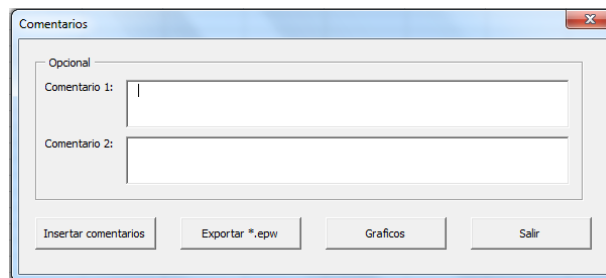 Comentarios
Opcional
Comentario 1:
Comentario 2:
Insertar comentarios Exportar *.epw Graficos Salir